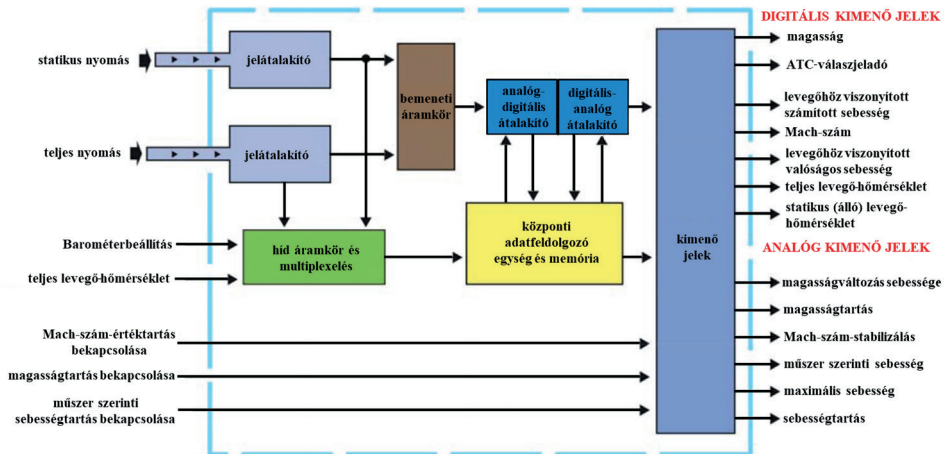 statikus nyomás
teljes nyomás
Barométerbeállítás
teljes levegő-hőmérséklet
Mach-szám-értéktartás
bekapcsolása
magasságtartás bekapcsolása
műszer szerinti
sebességtartás bekapcsolása
jelátalakító
jelátalakító
híd áramkör és
multiplexelés
bemeneti
áramkör
analóg-
digitális
átalakító
digitális-
analóg
átalakító
központi
adatfeldolgozó
egység és memória
kimenő
jelek
DIGITÁLIS KIMENŐ JELEK
magasság
ATC-válaszjeladó
levegőhöz viszonyított
számított sebesség
Mach-szám
levegőhöz viszonyított
valóságos sebesség
teljes levegő-hőmérséklet
statikus (álló) levegő-
hőmérséklet
ANALÓG KIMENŐ JELEK
magasságváltozás sebessége
magasságtartás
Mach-szám-stabilizálás
műszer szerinti sebesség
maximális sebesség
sebességtartás